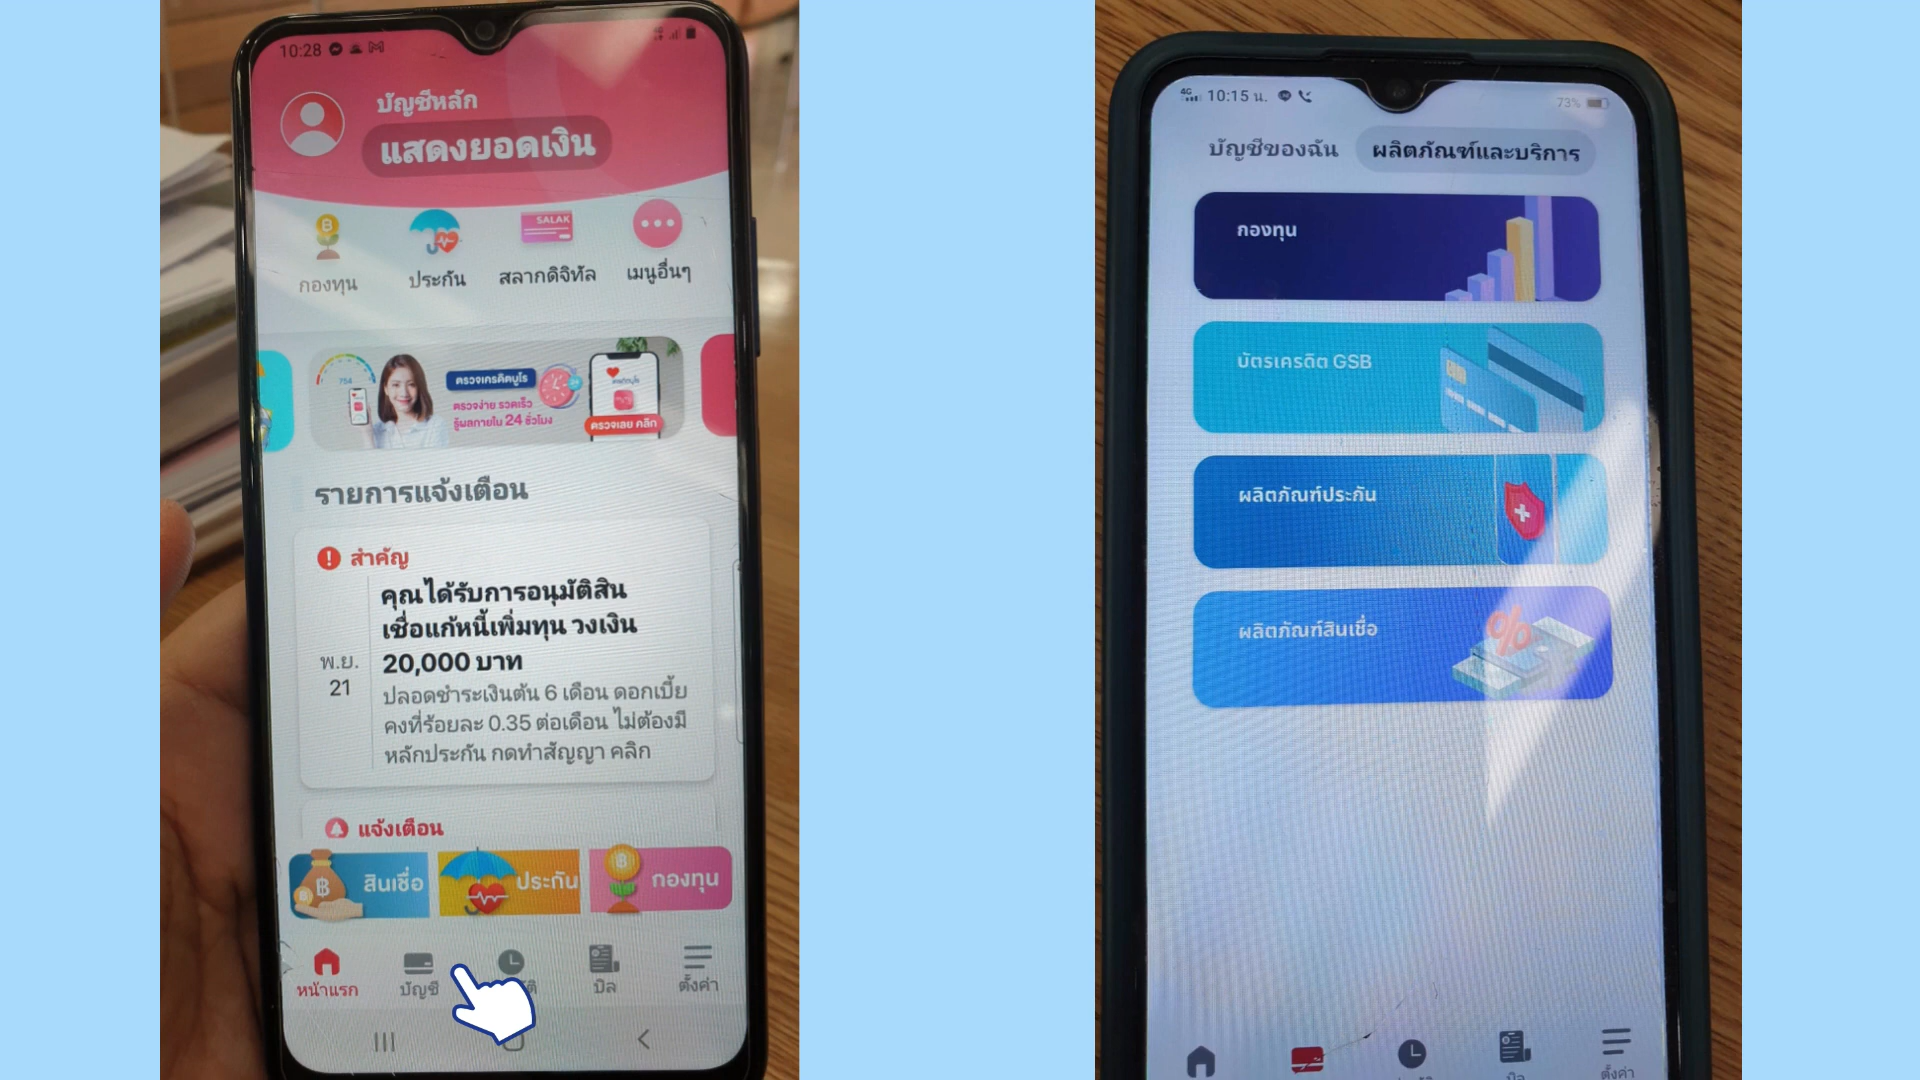 10:28
บัญชีหลัก
แสดงยอดเงิน
กองทุน
ประกัน
SALAK
สลากดิจิทัล
เมนูอื่นๆ
754
ตรวจเครดิตบูโร
ตรวจง่าย รวดเร็ว
รู้ผลภายใน 24 ชั่วโมง
ตรวจเลย คลิก
รายการแจ้งเตือน
สำคัญ
พ.ย.
21
คุณได้รับการอนุมัติสิน
เชื่อแก้หนี้เพิ่มทุน วงเงิน
20,000 บาท
ปลอดชำระเงินต้น 6 เดือน ดอกเบี้ย
คงที่ร้อยละ 0.35 ต่อเดือน ไม่ต้องมี
หลักประกัน กดทำสัญญา คลิก
แจ้งเตือน
สินเชื่อ
ประกัน
กองทุน
หน้าแรก
บัญชี
บิล
ตั้งค่า
4G 10:15 น.
73%
บัญชีของฉัน
ผลิตภัณฑ์และบริการ
กองทุน
บัตรเครดิต GSB
ผลิตภัณฑ์ประกัน
ผลิตภัณฑ์สินเชื่อ
บิล
ตั้งค่า